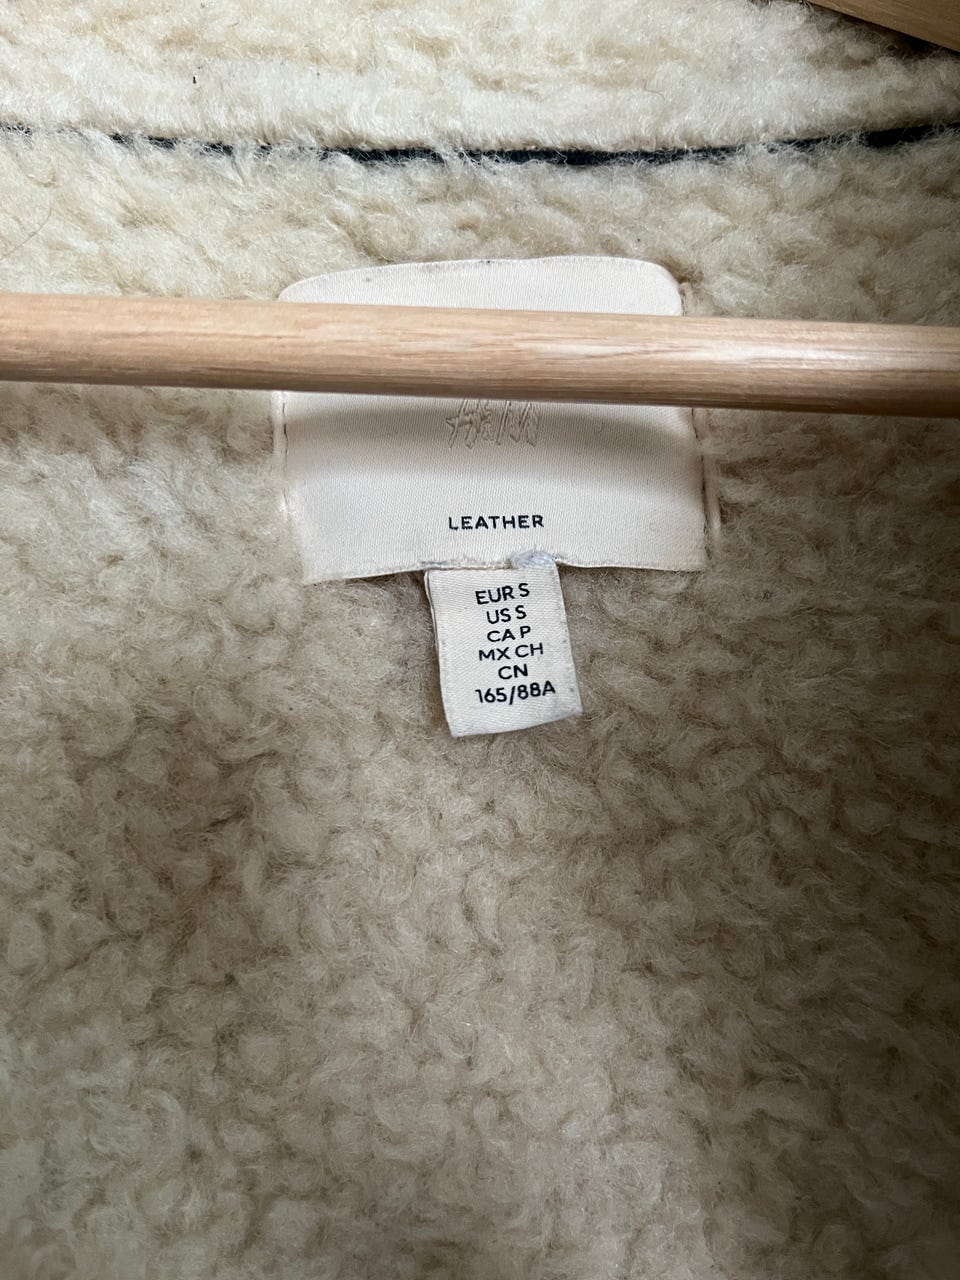 H&M
LEATHER
EUR S
US S
CA P
MX CH
CN
165/88A